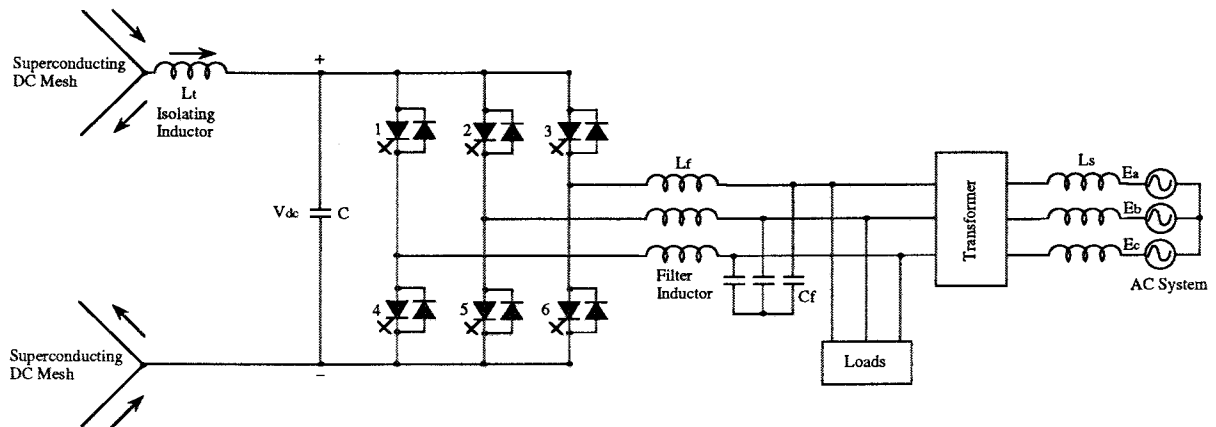 Superconducting
DC Mesh
Lt
Isolating
Inductor
+
Vdc
C
−
Superconducting
DC Mesh
1
2
3
4
5
6
Lf
Filter
Inductor
Cf
Loads
Transformer
Ls
Ea
Eb
Ec
AC System